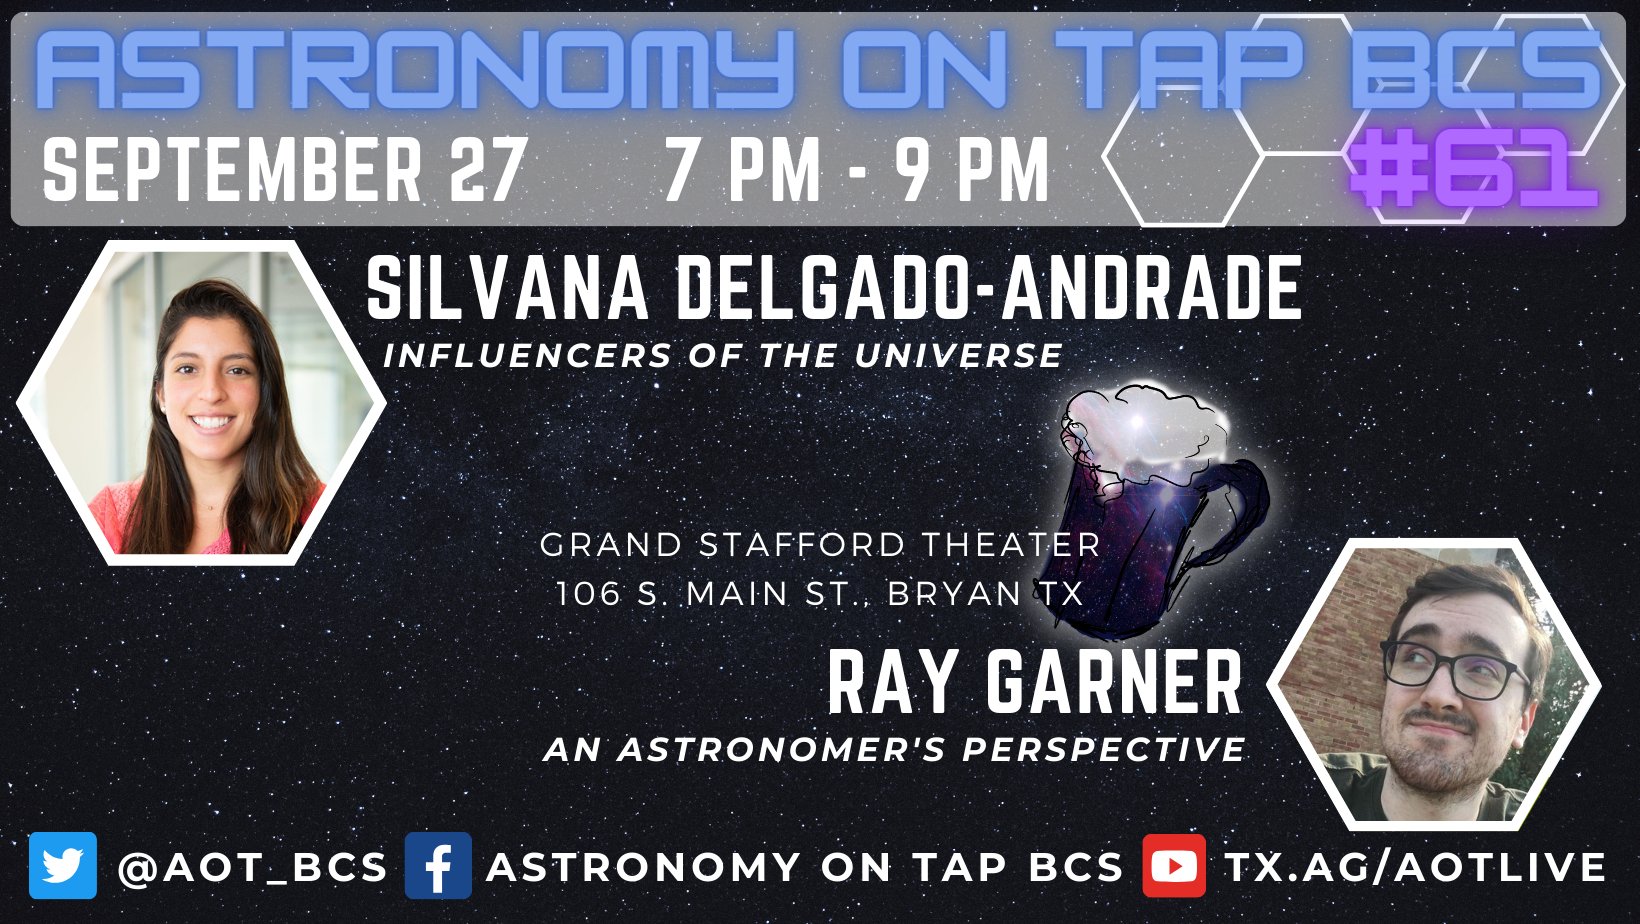 ASTRONOMY ON TAP BCS
SEPTEMBER 27 7 PM - 9 PM #61
SILVANA DELGADO-ANDRADE
INFLUENCERS OF THE UNIVERSE
GRAND STAFFORD THEATER
106 S. MAIN ST., BRYAN TX
RAY GARNER
AN ASTRONOMER'S PERSPECTIVE
@AOT_BCS ASTRONOMY ON TAP BCS TX.AG/AOTLIVE